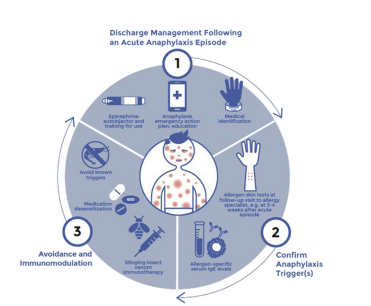 Discharge Management Following
an Acute Anaphylaxis Episode
1
Epinephrine
autoinjector and
training for use
Anaphylaxis
emergency action
plan, education
Medical
identification
Avoid known
triggers
Allergen skin tests at
follow-up visit to allergy
specialist, e.g. at 3-4
weeks after acute
episode
Medication
desensitization
3
Avoidance and
Immunomodulation
2
Confirm
Anaphylaxis
Trigger(s)
Stinging insect
venom
immunotherapy
Allergen-specific
serum IgE levels